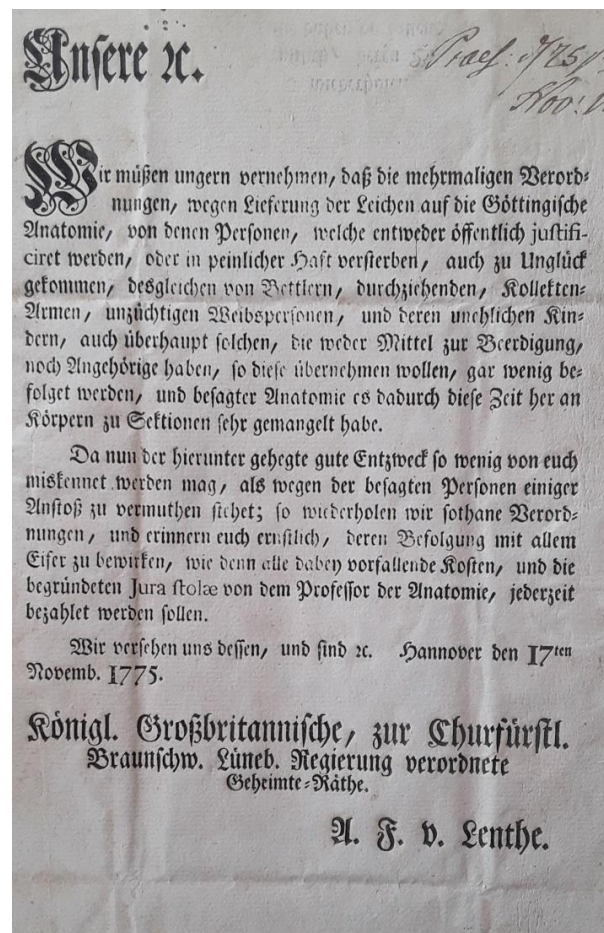 Unsere ꝛc.
Praes:
Nov:
Wir müßen ungern vernehmen, daß die mehrmaligen Verord-
nungen, wegen Lieferung der Leichen auf die Göttingische
Anatomie, von denen Personen, welche entweder öffentlich justifi-
ciret werden, oder in peinlicher Haft versterben, auch zu Unglück
gekommen, desgleichen von Bettlern, durchziehenden, Kollekten-
Armen, unzüchtigen Weibspersonen, und deren unehlichen Kin-
dern, auch überhaupt solchen, die weder Mittel zur Beerdigung,
noch Angehörige haben, so diese übernehmen wollen, gar wenig be-
folget werden, und besagter Anatomie es dadurch diese Zeit her an
Körpern zu Sektionen sehr gemangelt habe.
Da nun der hierunter gehegte gute Entzweck so wenig von euch
miskennet werden mag, als wegen der besagten Personen einiger
Anstoß zu vermuthen stehet; so wiederholen wir sothane Verord-
nungen, und erinnern euch ernstlich, deren Befolgung mit allem
Eifer zu bewirken, wie denn alle dabey vorfallende Kosten, und die
begründeten Jura stolæ von dem Professor der Anatomie, jederzeit
bezahlet werden sollen.
Wir versehen uns dessen, und sind ꝛc. Hannover den 17ten
Novemb. 1775.
Königl. Großbritannische, zur Churfürstl.
Braunschw. Lüneb. Regierung verordnete
Geheimte-Räthe.
A. F. v. Lenthe.